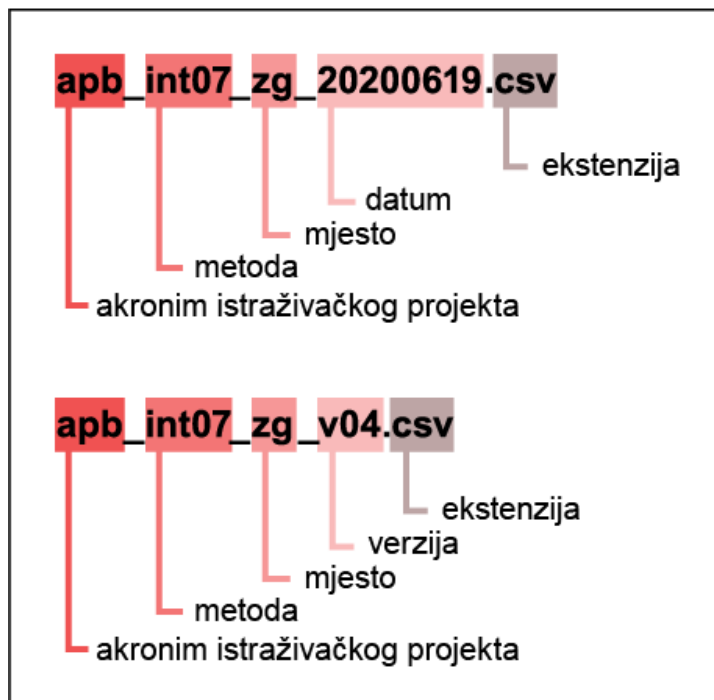 apb_int07_zg_20200619.csv
ekstenzija
datum
mjesto
metoda
akronim istraživačkog projekta
apb_int07_zg_v04.csv
ekstenzija
verzija
mjesto
metoda
akronim istraživačkog projekta